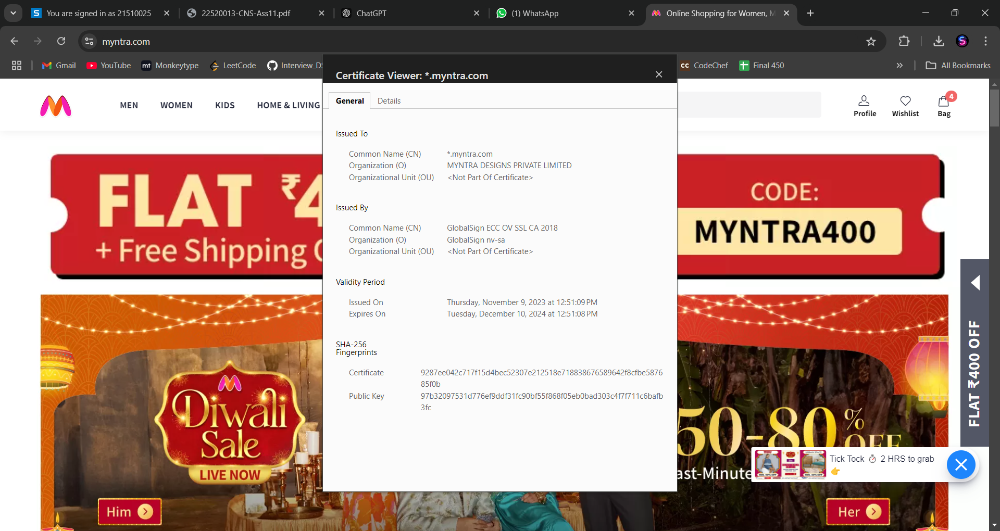 You are signed in as 21510025
22520013-CNS-Ass11.pdf
ChatGPT
(1) WhatsApp
Online Shopping for Women, M
myntra.com
Gmail
YouTube
Monkeytype
LeetCode
Interview_DS
CodeChef
Final 450
All Bookmarks
Certificate Viewer: *.myntra.com
General
Details
MEN
WOMEN
KIDS
HOME & LIVING
Profile
Wishlist
4
Bag
Issued To
Common Name (CN) *.myntra.com
Organization (O) MYNTRA DESIGNS PRIVATE LIMITED
Organizational Unit (OU) <Not Part Of Certificate>
Issued By
Common Name (CN) GlobalSign ECC OV SSL CA 2018
Organization (O) GlobalSign nv-sa
Organizational Unit (OU) <Not Part Of Certificate>
Validity Period
Issued On Thursday, November 9, 2023 at 12:51:09 PM
Expires On Tuesday, December 10, 2024 at 12:51:08 PM
SHA-256
Fingerprints
Certificate 9287ee042c717f15d4bec52307e212518e718838676589642f8cfbe5876
85f0b
Public Key 97b32097531d776ef9ddf31fc90bf55f868f05eb0bad303c4f7f711c6bafb
3fc
FLAT ₹4
+ Free Shipping
CODE:
MYNTRA400
FLAT ₹400 OFF
Diwali
Sale
LIVE NOW
50-80% OFF
ast-Minute
Tick Tock ⏱ 2 HRS to grab
👉
Him
Her